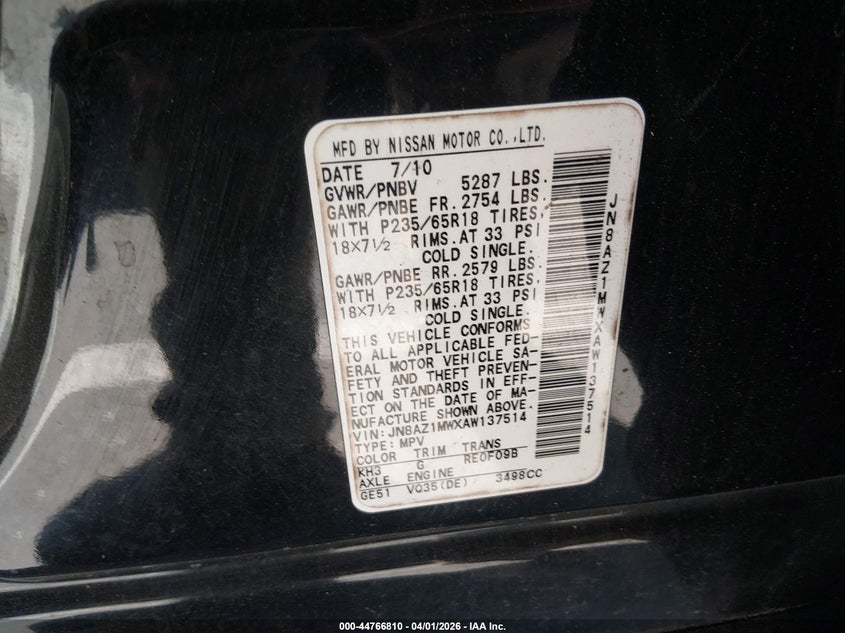 MFD BY NISSAN MOTOR CO.,LTD.
DATE 7/10
GVWR/PNBV 5287 LBS.
GAWR/PNBE FR. 2754 LBS.
WITH P235/65R18 TIRES,
18×7½ RIMS.AT 33 PSI
COLD SINGLE.
GAWR/PNBE RR. 2579 LBS.
WITH P235/65R18 TIRES,
18×7½ RIMS.AT 33 PSI
COLD SINGLE.
THIS VEHICLE CONFORMS
TO ALL APPLICABLE FED-
ERAL MOTOR VEHICLE SA-
FETY AND THEFT PREVEN-
TION STANDARDS IN EFF-
ECT ON THE DATE OF MA-
NUFACTURE SHOWN ABOVE.
VIN: JN8AZ1MWXAW137514
TYPE: MPV
COLOR TRIM TRANS
KH3 G RE0F09B
AXLE ENGINE
GE51 VQ35(DE) 3498CC
JN8AZ1MWXAW137514
000-44766810 - 04/01/2026 - IAA Inc.